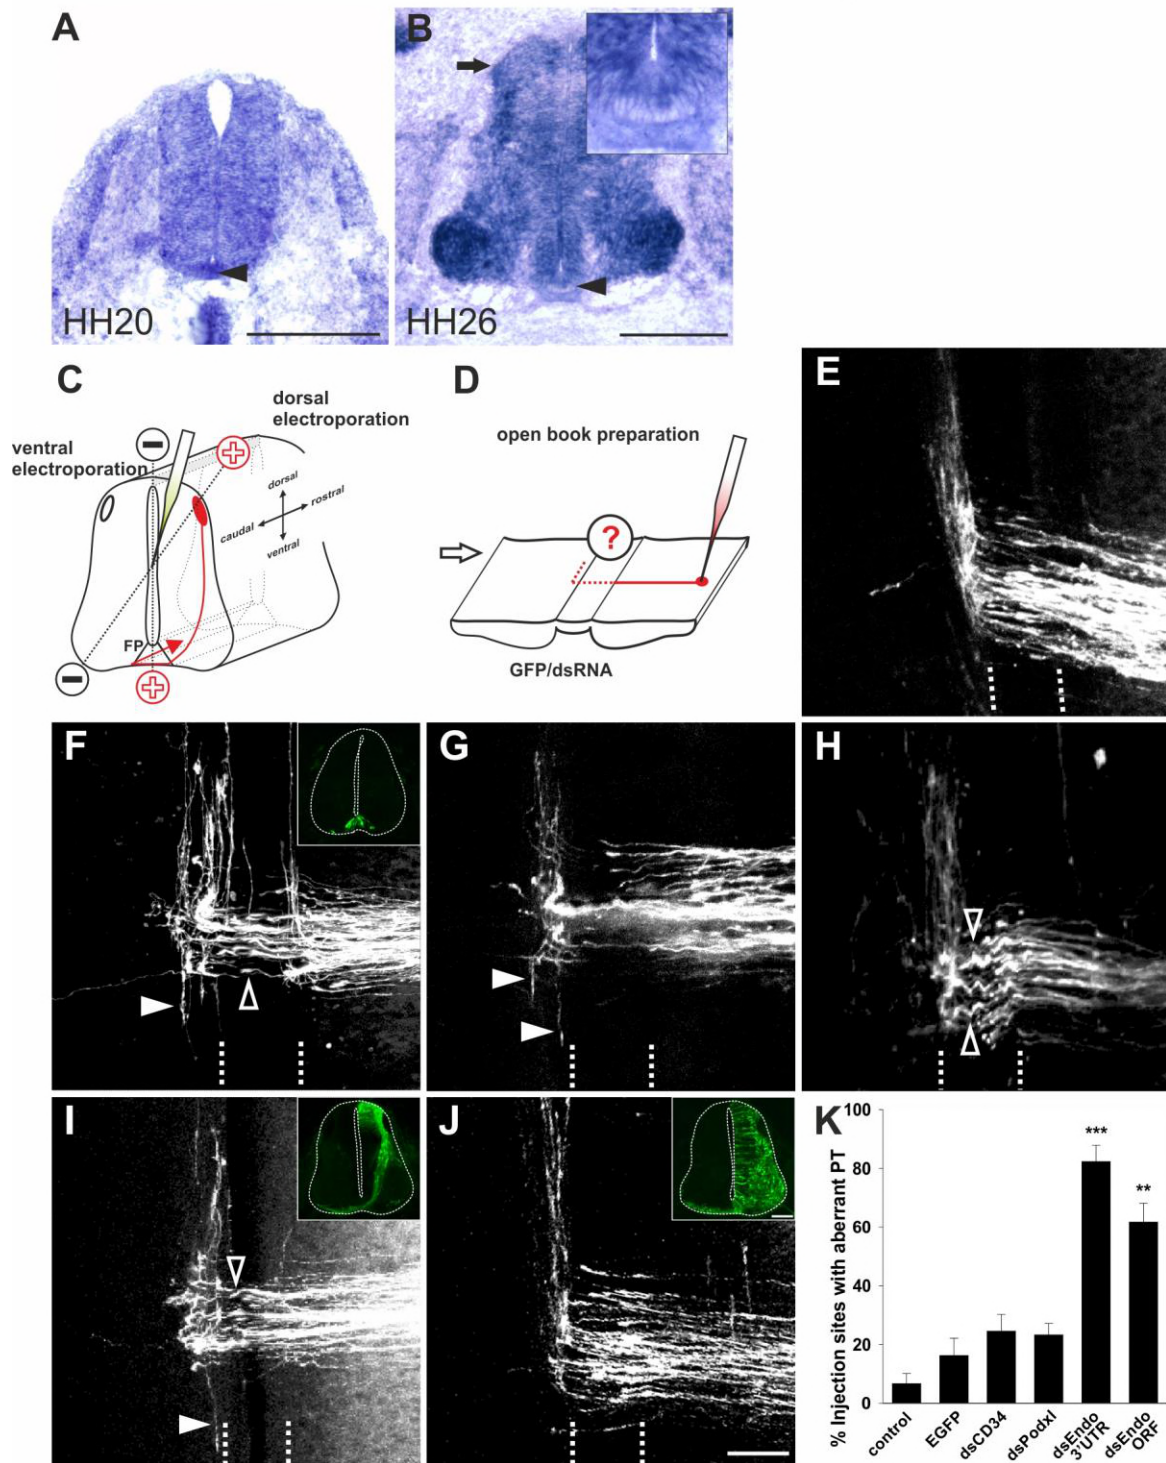 A
B
HH20
HH26
C
D
E
dorsal
electroporation
ventral
electroporation
dorsal
rostral
caudal
ventral
FP
open book preparation
?
GFP/dsRNA
F
G
H
I
J
K
% Injection sites with aberrant PT
100
80
60
40
20
0
***
**
control
EGFP
dsCD34
dsPodxl
dsEndo
3'UTR
dsEndo
ORF